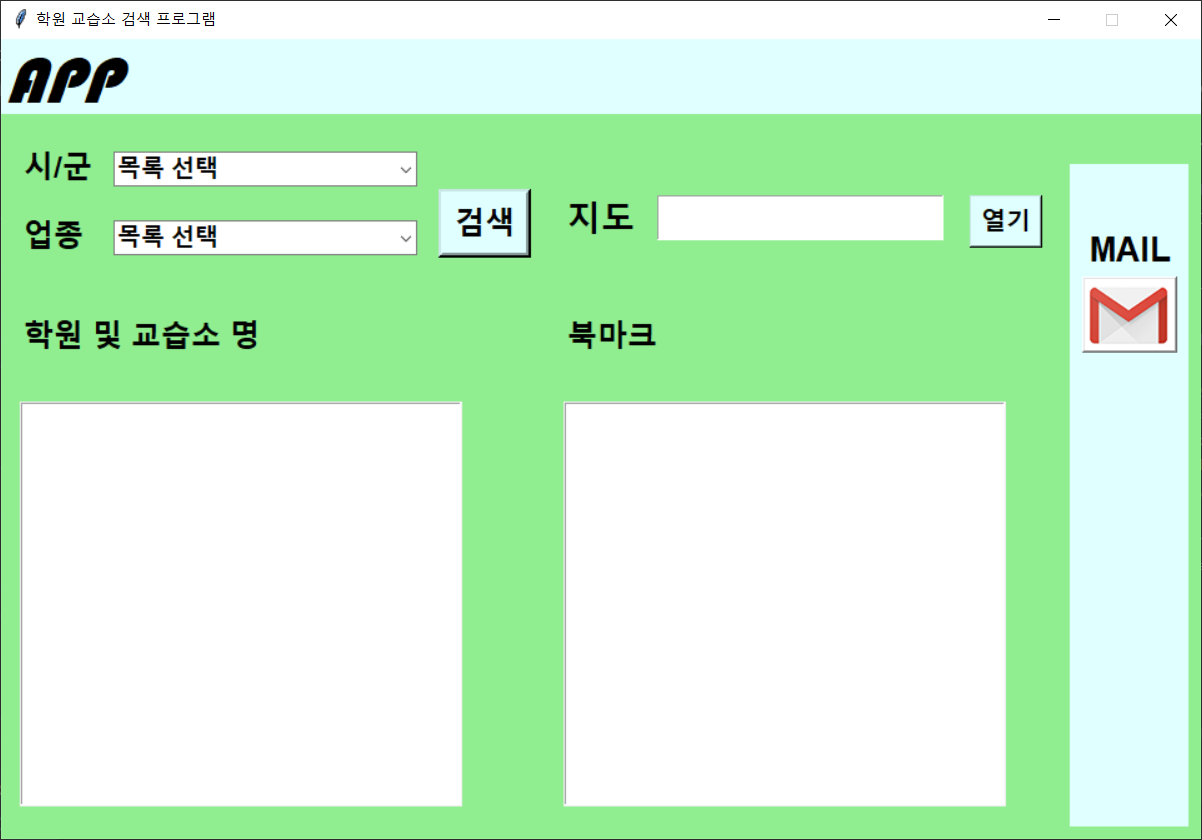 학원 교습소 검색 프로그램
APP
시/군 목록 선택
업종 목록 선택
검색
지도
열기
MAIL
학원 및 교습소 명
북마크